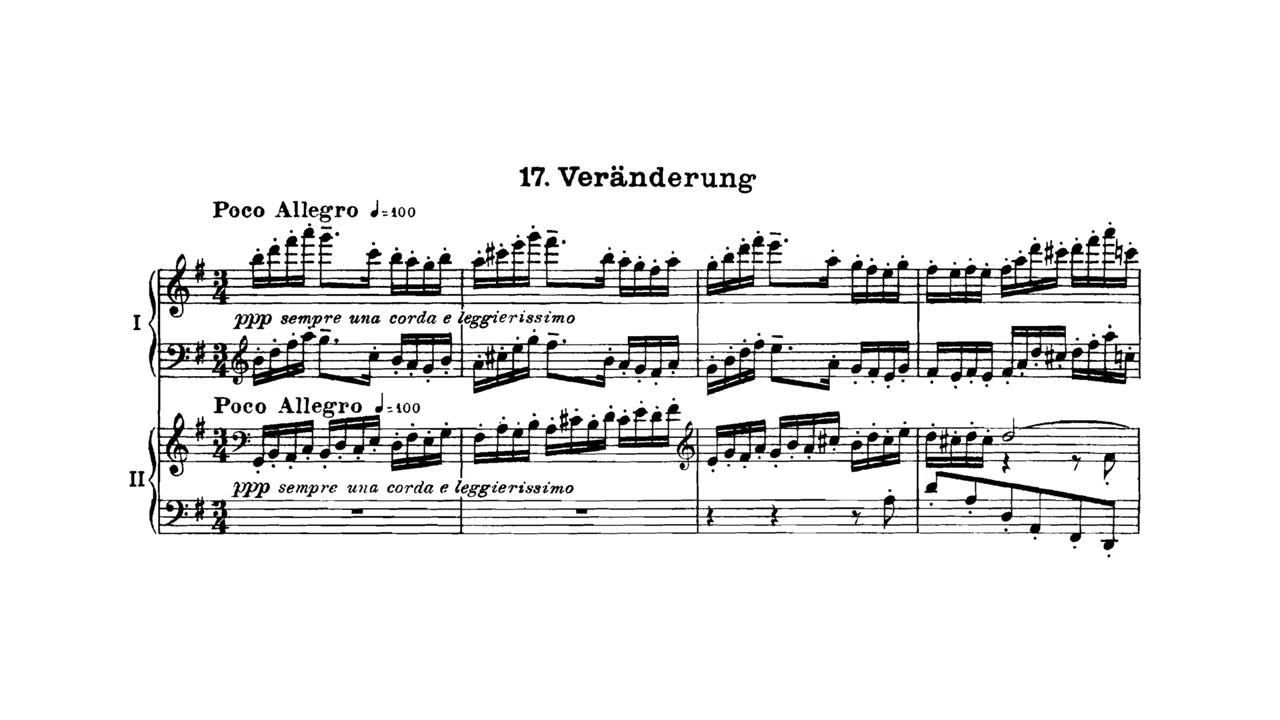 17. Veränderung
Poco Allegro ♩=100
I
ppp sempre una corda e leggierissimo
Poco Allegro ♩=100
II
ppp sempre una corda e leggierissimo